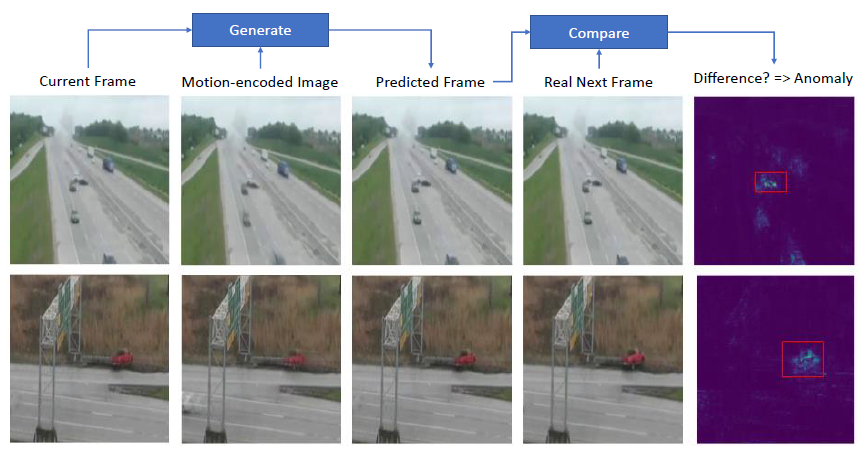 Generate
Compare
Current Frame
Motion-encoded Image
Predicted Frame
Real Next Frame
Difference? => Anomaly